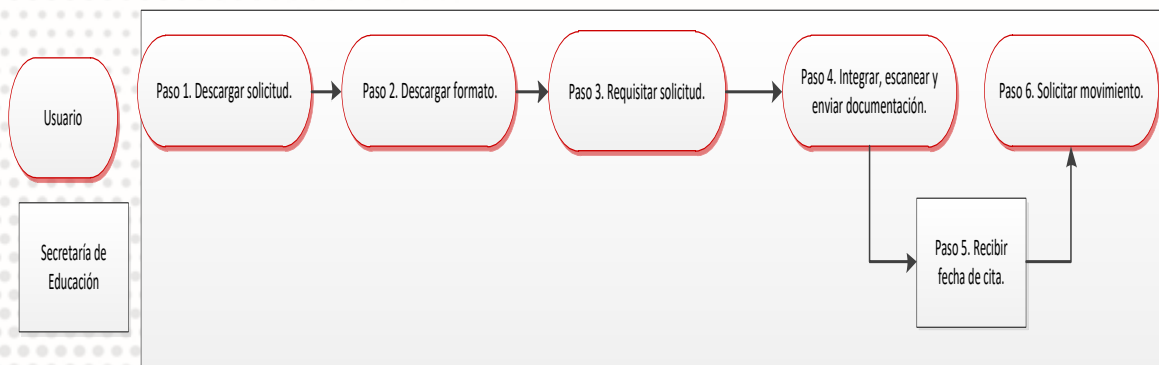 Usuario
Paso 1. Descargar solicitud.
Paso 2. Descargar formato.
Paso 3. Requisitar solicitud.
Paso 4. Integrar, escanear y
enviar documentación.
Paso 6. Solicitar movimiento.
Secretaría de
Educación
Paso 5. Recibir
fecha de cita.